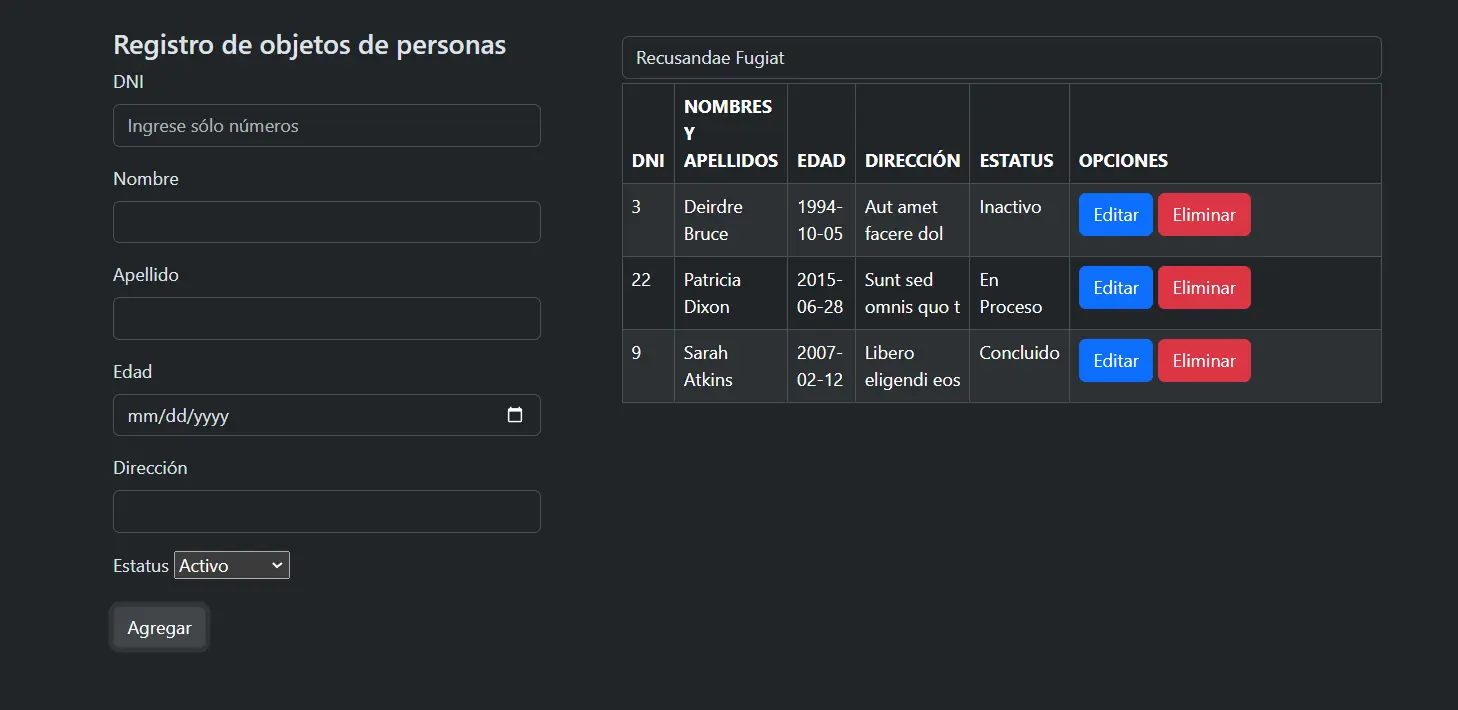 Registro de objetos de personas
DNI
Ingrese sólo números
Nombre
Apellido
Edad
mm/dd/yyyy
Dirección
Estatus Activo
Agregar
Recusandae Fugiat
DNI
NOMBRES
Y
APELLIDOS
EDAD
DIRECCIÓN
ESTATUS
OPCIONES
3
Deirdre
Bruce
1994-
10-05
Aut amet
facere dol
Inactivo
Editar
Eliminar
22
Patricia
Dixon
2015-
06-28
Sunt sed
omnis quo t
En
Proceso
Editar
Eliminar
9
Sarah
Atkins
2007-
02-12
Libero
eligendi eos
Concluido
Editar
Eliminar